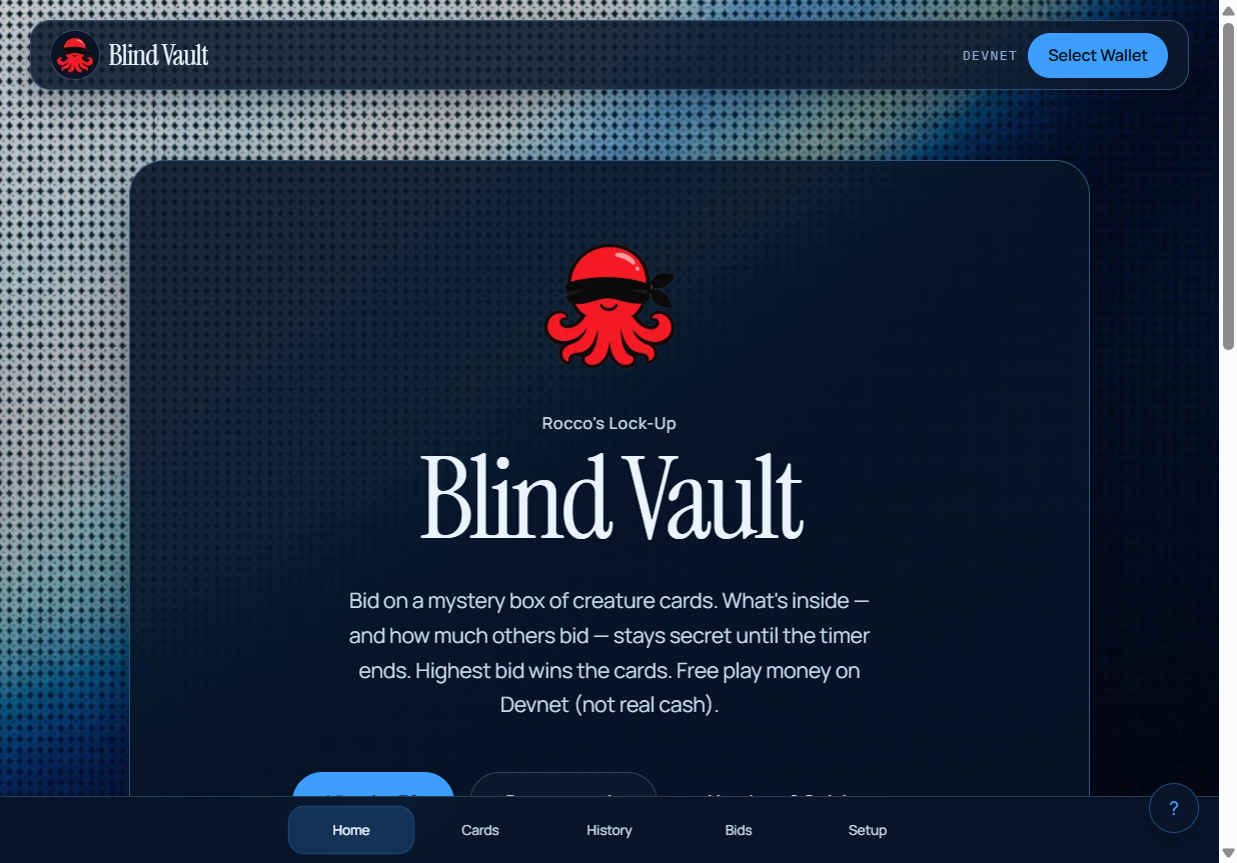 Blind Vault
DEVNET
Select Wallet
Rocco's Lock-Up
Blind Vault
Bid on a mystery box of creature cards. What's inside —
and how much others bid — stays secret until the timer
ends. Highest bid wins the cards. Free play money on
Devnet (not real cash).
?
Home
Cards
History
Bids
Setup